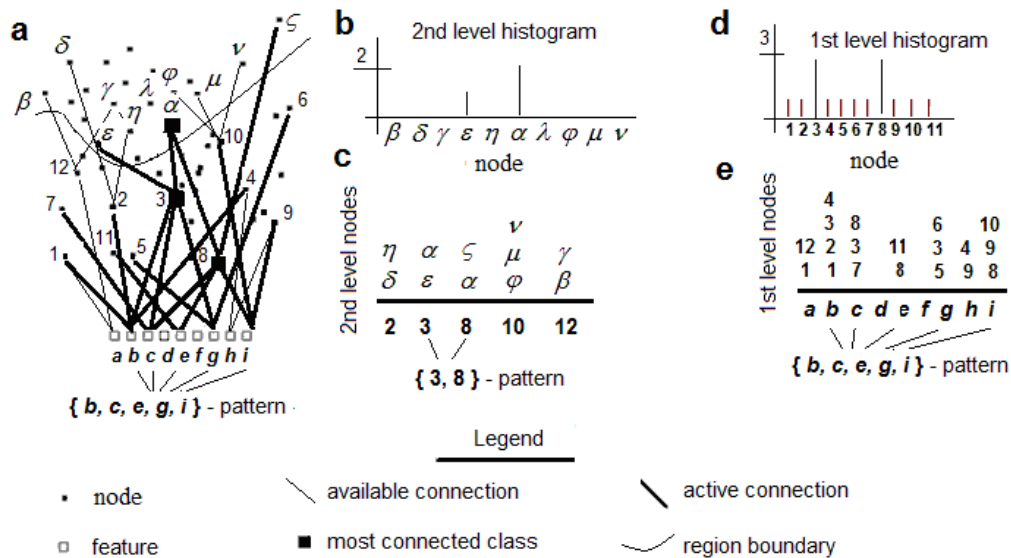 a
ς
δ
ν
γ
λ
φ
μ
β
η
α
6
ε
10
12
4
7
2
3
9
1
11
5
8
a b c d e f g h i
{ b, c, e, g, i } - pattern
b
2nd level histogram
2
β δ γ ε η α λ φ μ ν
node
c
2nd level nodes
ν
η α ς μ γ
δ ε α φ β
2 3 8 10 12
{ 3, 8 } - pattern
d
3
1st level histogram
1 2 3 4 5 6 7 8 9 10 11
node
e
1st level nodes
4
3 8 6 10
12 2 3 11 3 4 9
1 1 7 8 5 9 8
a b c d e f g h i
{ b, c, e, g, i } - pattern
Legend
node
available connection
active connection
feature
most connected class
region boundary